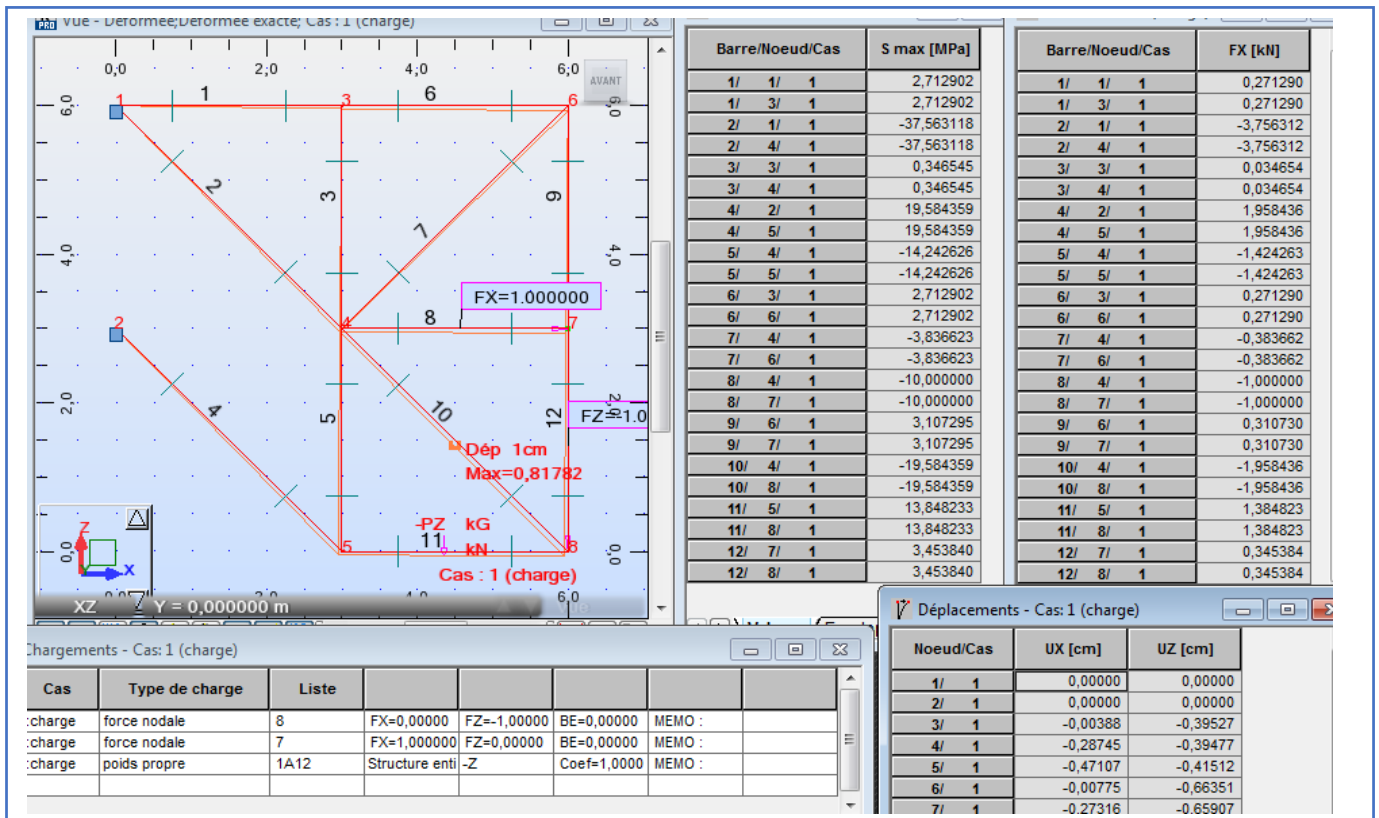 PRO Vue - Déformée;Déformée exacte; Cas : 1 (charge)
0,0 2;0 4;0 6;0
AVANT
6,0 1 1 3 6 6 6,0
2 3 9
7
4,0 4,0
FX=1.000000
2 4 8 7
2,0 4 5 10 12 FZ=-1.0 2,0
Dép 1cm
Max=0,81782
-PZ kG
Z 11 kN
0,0 X 5 8 0,0
Cas : 1 (charge)
XZ Z Y = 0,000000 m 6,0
Barre/Noeud/Cas S max [MPa]
1/ 1/ 1 2,712902
1/ 3/ 1 2,712902
2/ 1/ 1 -37,563118
2/ 4/ 1 -37,563118
3/ 3/ 1 0,346545
3/ 4/ 1 0,346545
4/ 2/ 1 19,584359
4/ 5/ 1 19,584359
5/ 4/ 1 -14,242626
5/ 5/ 1 -14,242626
6/ 3/ 1 2,712902
6/ 6/ 1 2,712902
7/ 4/ 1 -3,836623
7/ 6/ 1 -3,836623
8/ 4/ 1 -10,000000
8/ 7/ 1 -10,000000
9/ 6/ 1 3,107295
9/ 7/ 1 3,107295
10/ 4/ 1 -19,584359
10/ 8/ 1 -19,584359
11/ 5/ 1 13,848233
11/ 8/ 1 13,848233
12/ 7/ 1 3,453840
12/ 8/ 1 3,453840
Barre/Noeud/Cas FX [kN]
1/ 1/ 1 0,271290
1/ 3/ 1 0,271290
2/ 1/ 1 -3,756312
2/ 4/ 1 -3,756312
3/ 3/ 1 0,034654
3/ 4/ 1 0,034654
4/ 2/ 1 1,958436
4/ 5/ 1 1,958436
5/ 4/ 1 -1,424263
5/ 5/ 1 -1,424263
6/ 3/ 1 0,271290
6/ 6/ 1 0,271290
7/ 4/ 1 -0,383662
7/ 6/ 1 -0,383662
8/ 4/ 1 -1,000000
8/ 7/ 1 -1,000000
9/ 6/ 1 0,310730
9/ 7/ 1 0,310730
10/ 4/ 1 -1,958436
10/ 8/ 1 -1,958436
11/ 5/ 1 1,384823
11/ 8/ 1 1,384823
12/ 7/ 1 0,345384
12/ 8/ 1 0,345384
Chargements - Cas: 1 (charge)
Cas Type de charge Liste
:charge force nodale 8 FX=0,00000 FZ=-1,00000 BE=0,00000 MEMO :
:charge force nodale 7 FX=1,000000 FZ=0,00000 BE=0,00000 MEMO :
:charge poids propre 1A12 Structure enti -Z Coef=1,0000 MEMO :
Déplacements - Cas: 1 (charge)
Noeud/Cas UX [cm] UZ [cm]
1/ 1 0,00000 0,00000
2/ 1 0,00000 0,00000
3/ 1 -0,00388 -0,39527
4/ 1 -0,28745 -0,39477
5/ 1 -0,47107 -0,41512
6/ 1 -0,00775 -0,66351
7/ 1 -0,27316 -0,65907